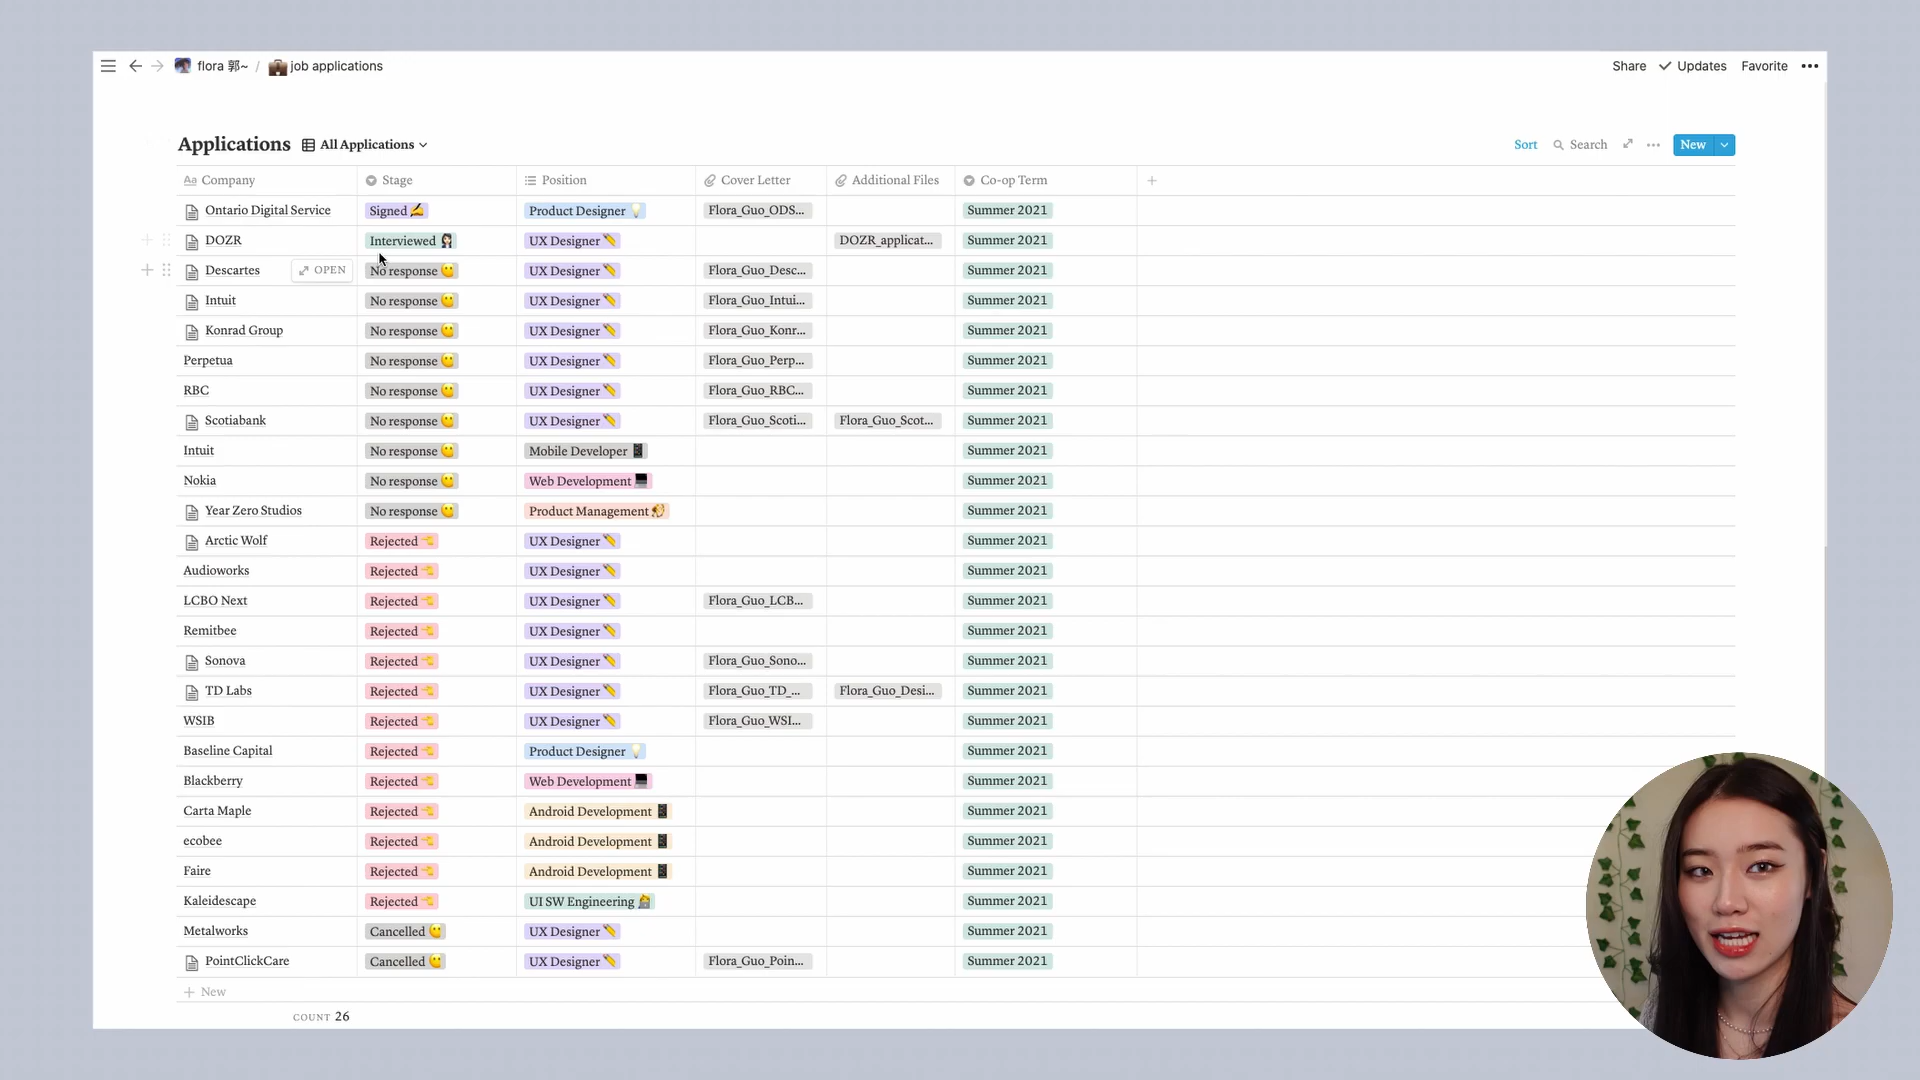 flora 郭~ / job applications
Share Updates Favorite
Applications All Applications
Sort Search New
Company Stage Position Cover Letter Additional Files Co-op Term
Ontario Digital Service Signed Product Designer Flora_Guo_ODS... Summer 2021
DOZR Interviewed UX Designer DOZR_applicat... Summer 2021
Descartes OPEN No response UX Designer Flora_Guo_Desc... Summer 2021
Intuit No response UX Designer Flora_Guo_Intui... Summer 2021
Konrad Group No response UX Designer Flora_Guo_Konr... Summer 2021
Perpetua No response UX Designer Flora_Guo_Perp... Summer 2021
RBC No response UX Designer Flora_Guo_RBC... Summer 2021
Scotiabank No response UX Designer Flora_Guo_Scoti... Flora_Guo_Scot... Summer 2021
Intuit No response Mobile Developer Summer 2021
Nokia No response Web Development Summer 2021
Year Zero Studios No response Product Management Summer 2021
Arctic Wolf Rejected UX Designer Summer 2021
Audioworks Rejected UX Designer Summer 2021
LCBO Next Rejected UX Designer Flora_Guo_LCB... Summer 2021
Remitbee Rejected UX Designer Summer 2021
Sonova Rejected UX Designer Flora_Guo_Sono... Summer 2021
TD Labs Rejected UX Designer Flora_Guo_TD_... Flora_Guo_Desi... Summer 2021
WSIB Rejected UX Designer Flora_Guo_WSI... Summer 2021
Baseline Capital Rejected Product Designer Summer 2021
Blackberry Rejected Web Development Summer 2021
Carta Maple Rejected Android Development Summer 2021
ecobee Rejected Android Development Summer 2021
Faire Rejected Android Development Summer 2021
Kaleidescape Rejected UI SW Engineering Summer 2021
Metalworks Cancelled UX Designer Summer 2021
PointClickCare Cancelled UX Designer Flora_Guo_Poin... Summer 2021
New
COUNT 26